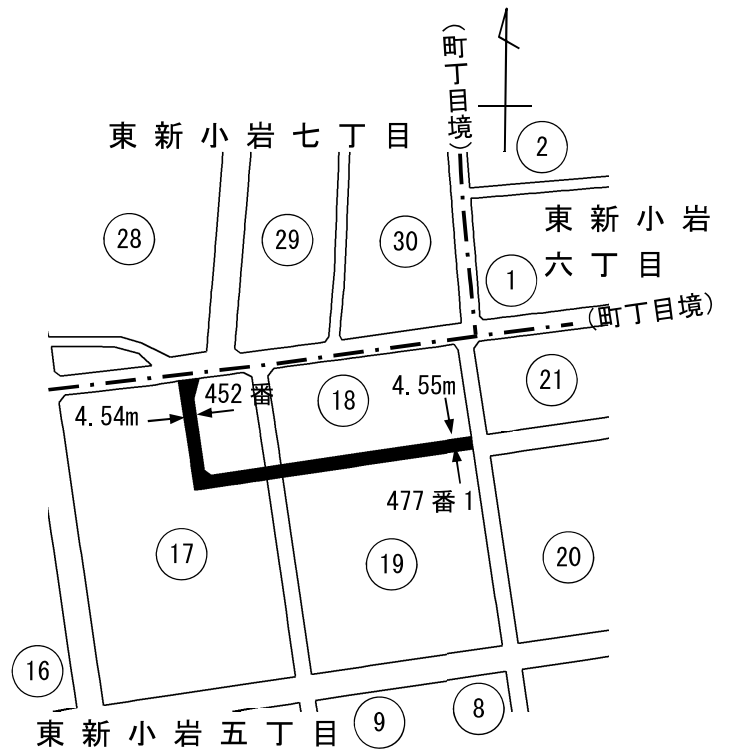 （町丁目境）
東新小岩七丁目
2
28
29
30
東新小岩
六丁目
1
（町丁目境）
21
18
4.55m
452番
4.54m
477番1
17
19
20
16
東新小岩五丁目
9
8